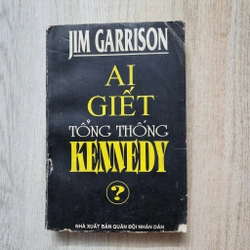 JIM GARRISON
AI
GIẾT
TỔNG THỐNG
KENNEDY
?
NHÀ XUẤT BẢN QUÂN ĐỘI NHÂN DÂN